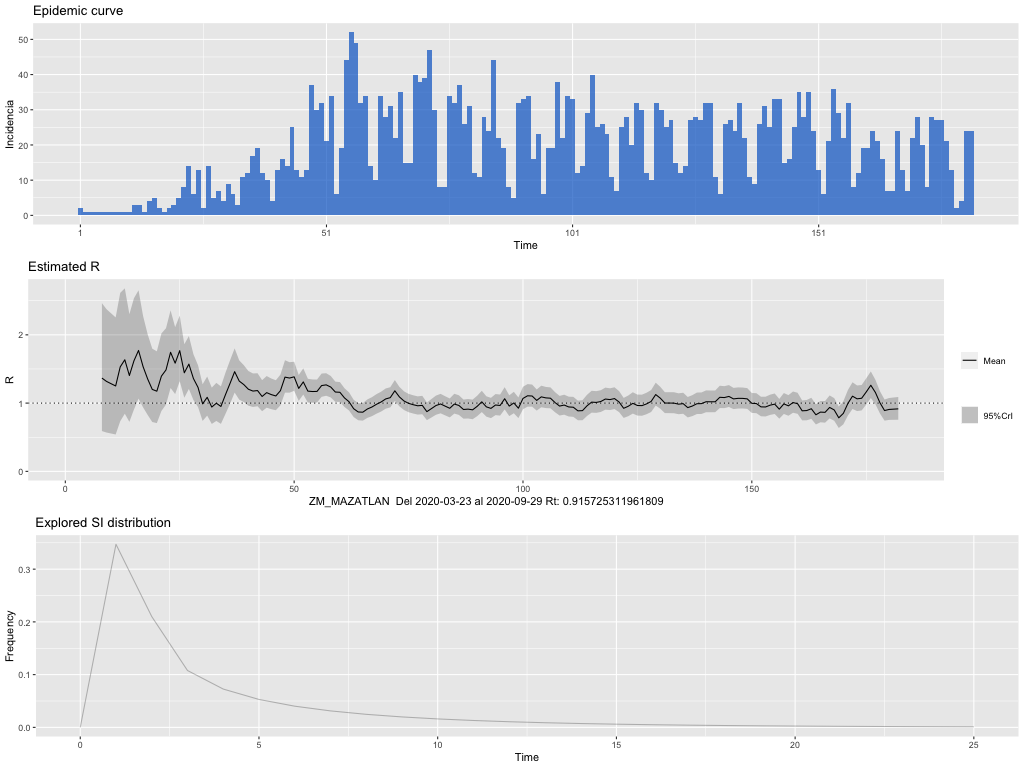 Epidemic curve
50
40
30
20
10
0
Incidencia
1
51
101
151
Time
Estimated R
2
1
0
R
Mean
95%CrI
0
50
100
150
ZM_MAZATLAN Del 2020-03-23 al 2020-09-29 Rt: 0.915725311961809
Explored SI distribution
0.3
0.2
0.1
0.0
Frequency
0
5
10
15
20
25
Time